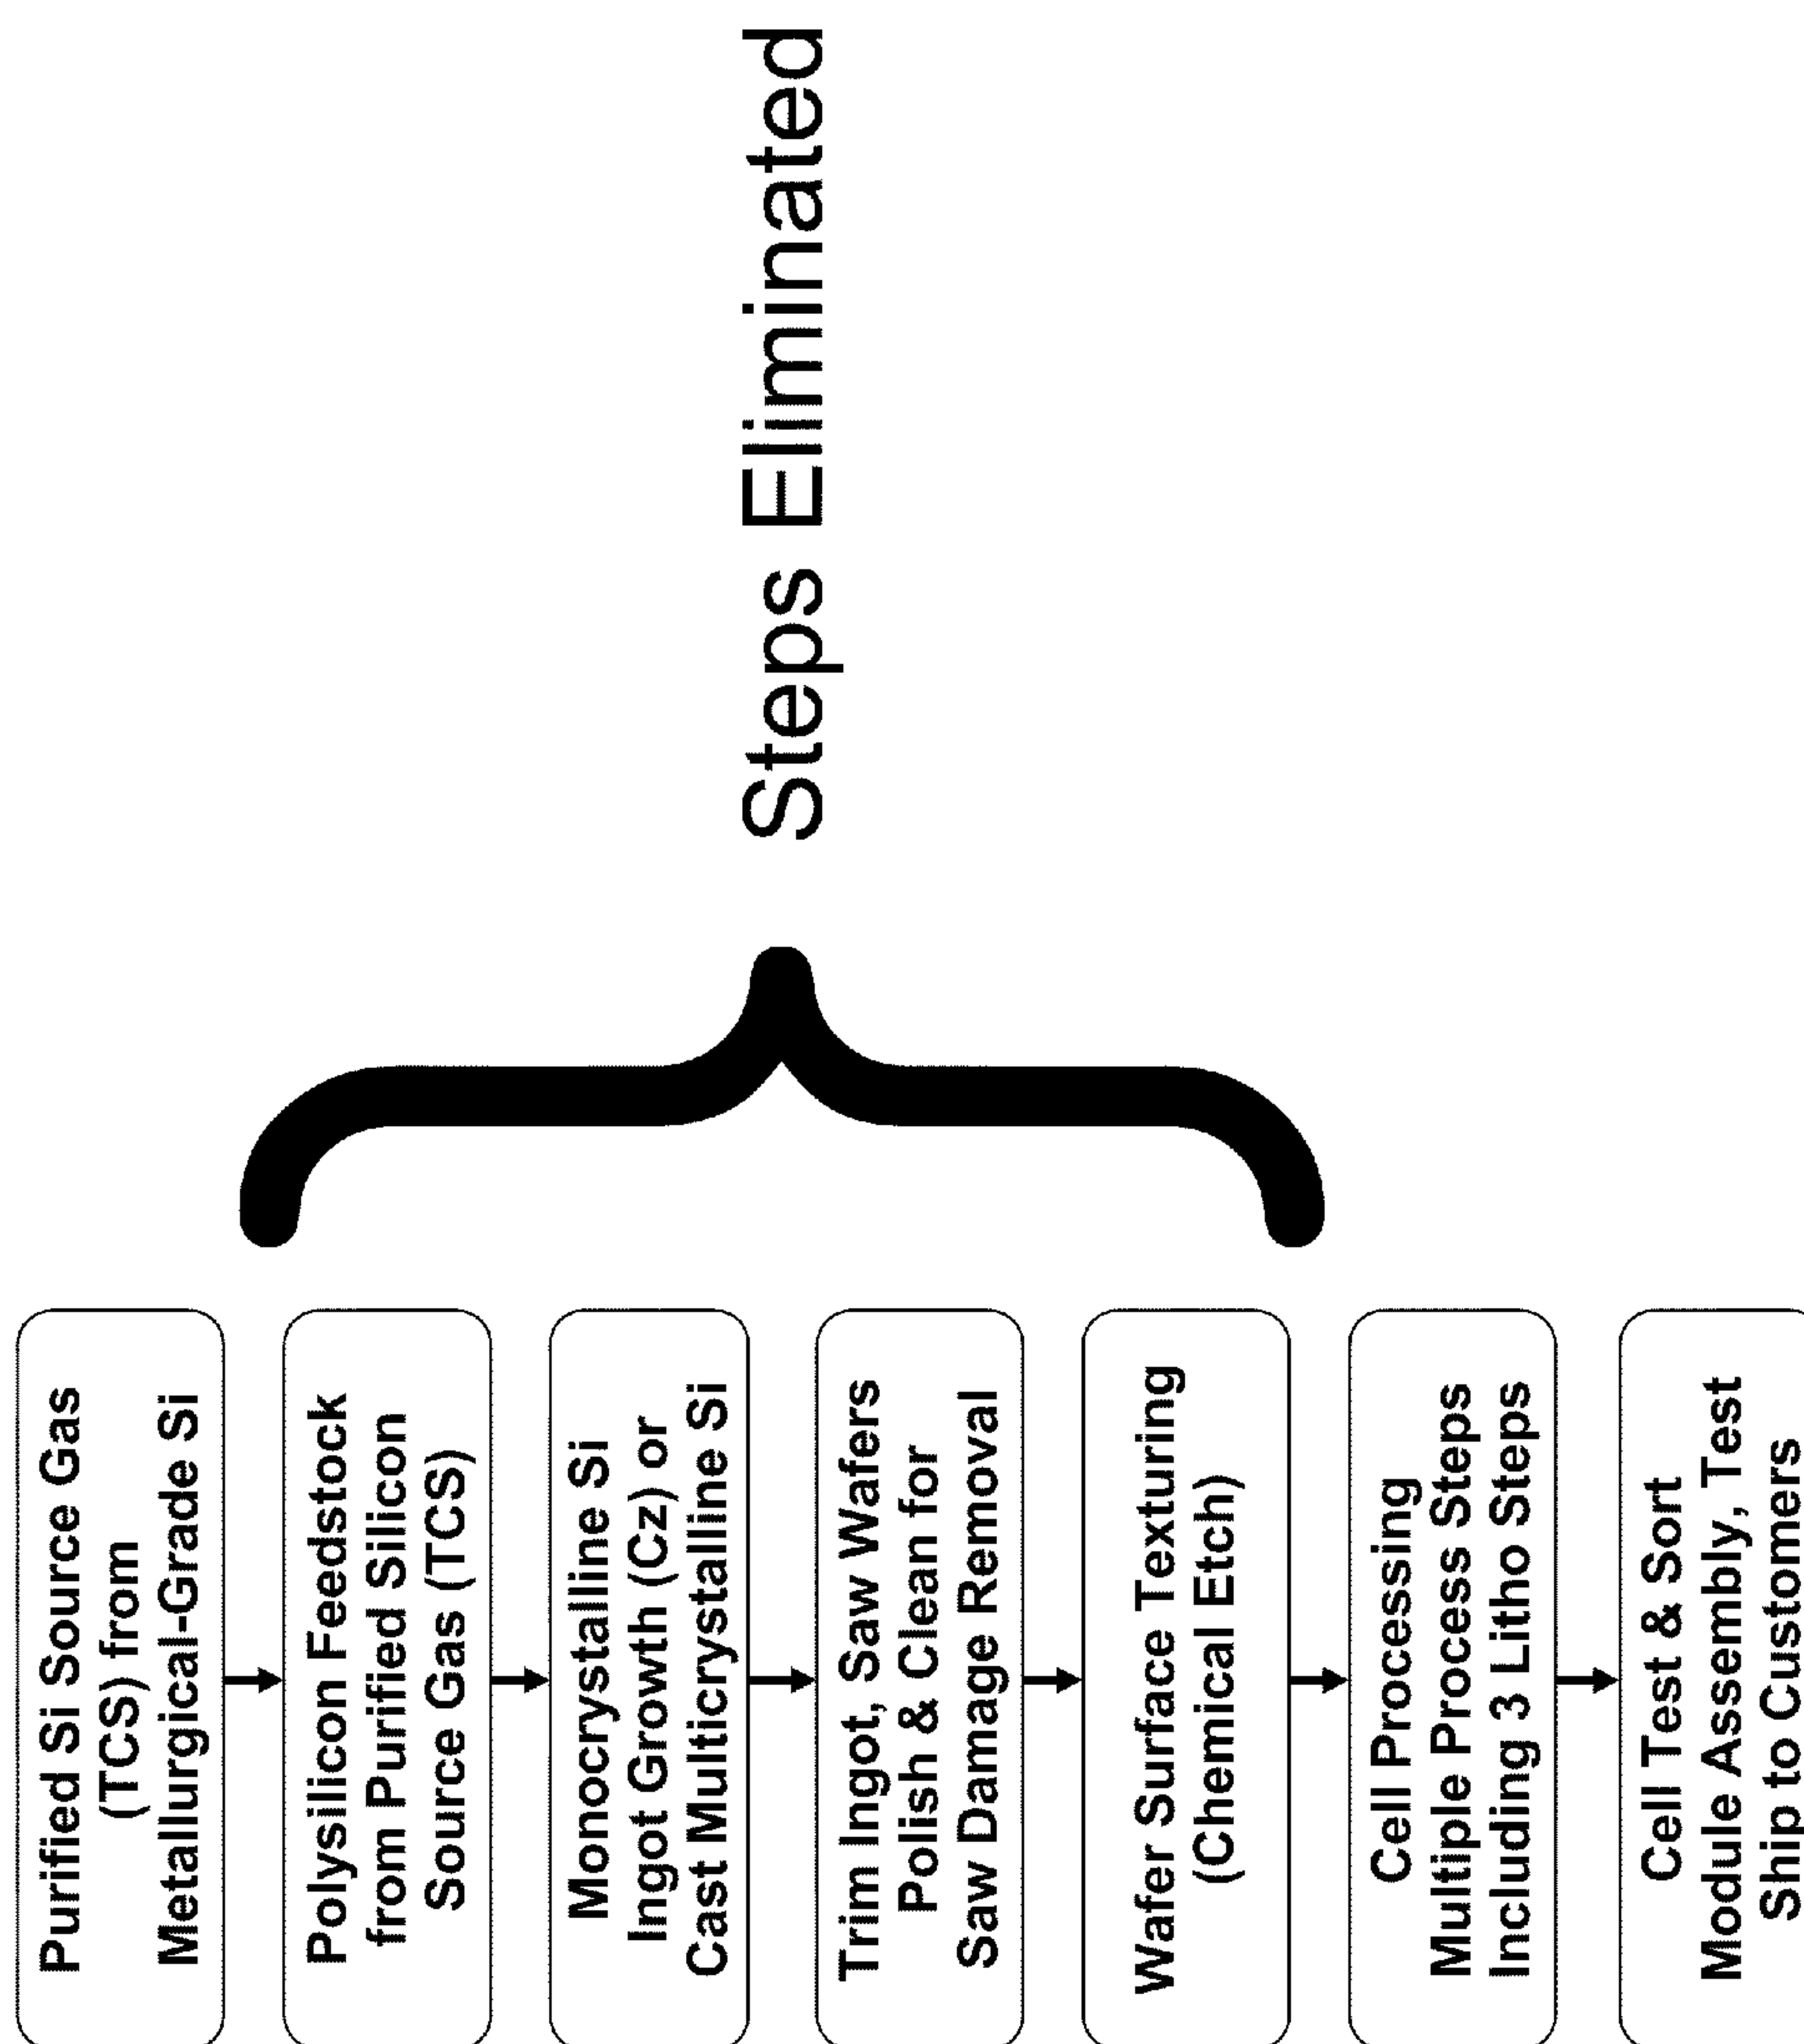 Purified Si Source Gas
(TCS) from
Metallurgical-Grade Si
Polysilicon Feedstock
from Purified Silicon
Source Gas (TCS)
Monocrystalline Si
Ingot Growth (Cz) or
Cast Multicrystalline Si
Trim Ingot, Saw Wafers
Polish & Clean for
Saw Damage Removal
Wafer Surface Texturing
(Chemical Etch)
Cell Processing
Multiple Process Steps
Including 3 Litho Steps
Cell Test & Sort
Module Assembly, Test
Ship to Customers
Steps Eliminated